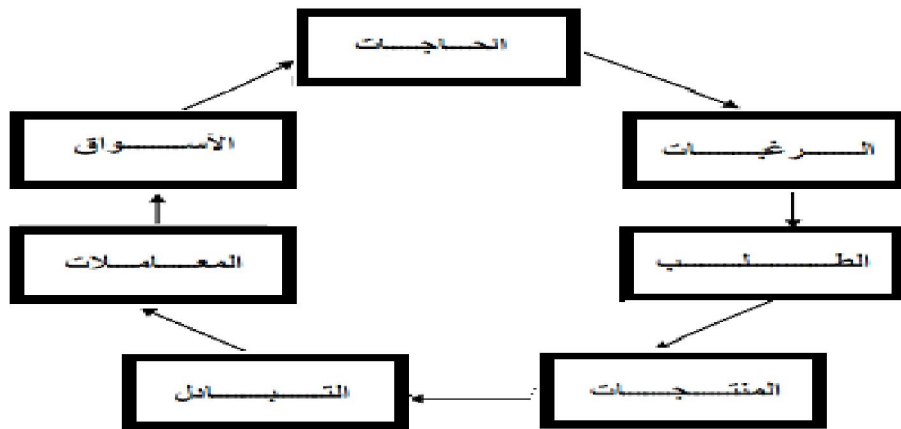 الحاجات
الرغبات
الطلب
المنتجات
التبادل
المعاملات
الأسواق